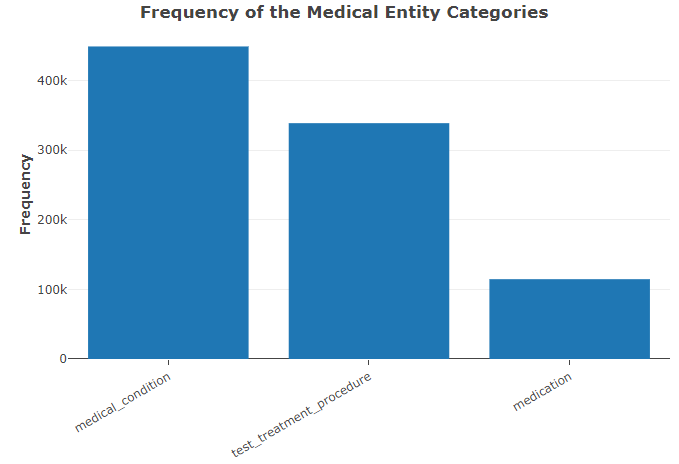 Frequency of the Medical Entity Categories
Frequency
400k
300k
200k
100k
0
medical_condition
test_treatment_procedure
medication